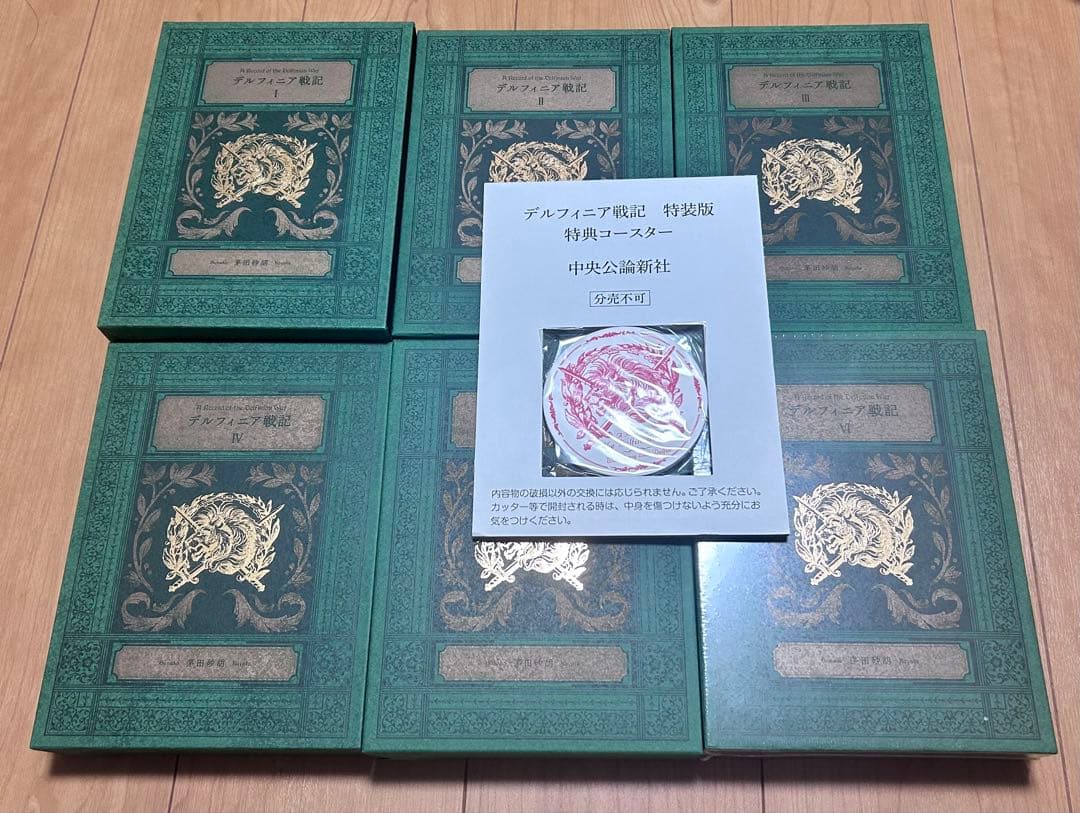 A Record of the Delfinian War
デルフィニア戦記
I
茅田砂胡
A Record of the Delfinian War
デルフィニア戦記
II
A Record of the Delfinian War
デルフィニア戦記
III
デルフィニア戦記 特装版
特典コースター
中央公論新社
分売不可
内容物の破損以外の交換には応じられません。ご了承ください。
カッター等で開封される時は、中身を傷つけないよう充分にお
気をつけください。
A Record of the Delfinian War
デルフィニア戦記
IV
茅田砂胡
茅田砂胡
デルフィニア戦記
VI
茅田砂胡